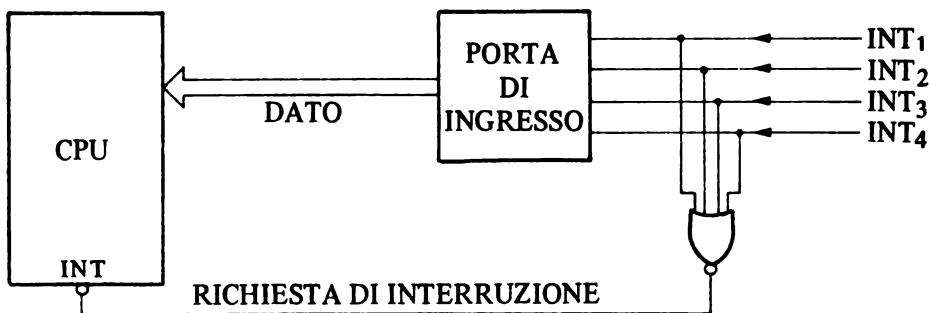 CPU
INT
DATO
PORTA
DI
INGRESSO
INT1
INT2
INT3
INT4
RICHIESTA DI INTERRUZIONE